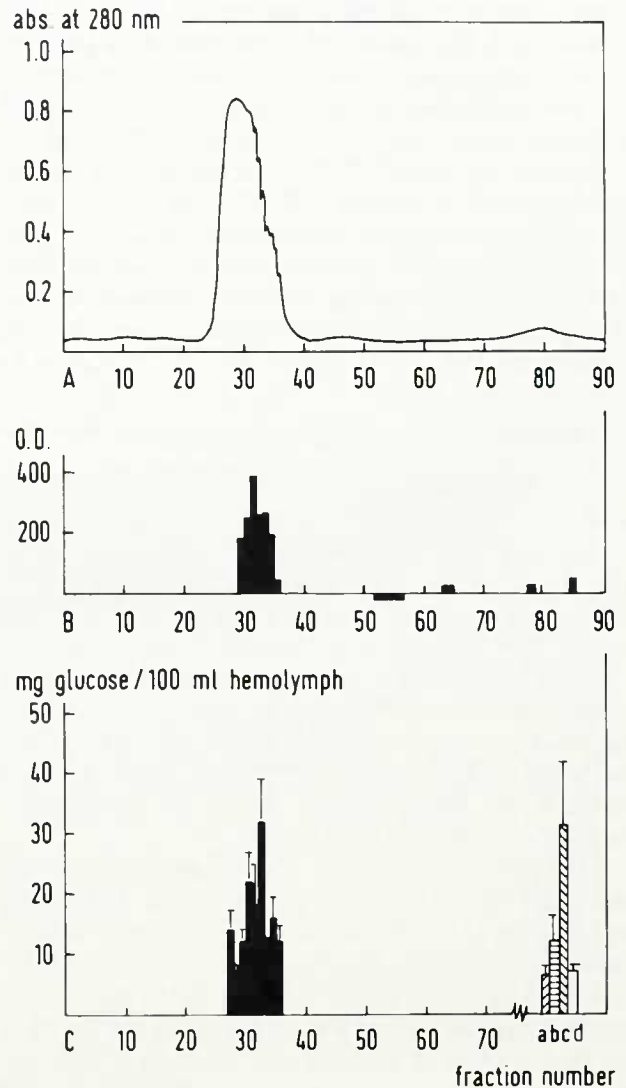 abs. at 280 nm
1.0
0.8
0.6
0.4
0.2
A 10 20 30 40 50 60 70 80 90
O.D.
400
200
B 10 20 30 40 50 60 70 80 90
mg glucose / 100 ml hemolymph
50
40
30
20
10
C 10 20 30 40 50 60 70 abcd
fraction number